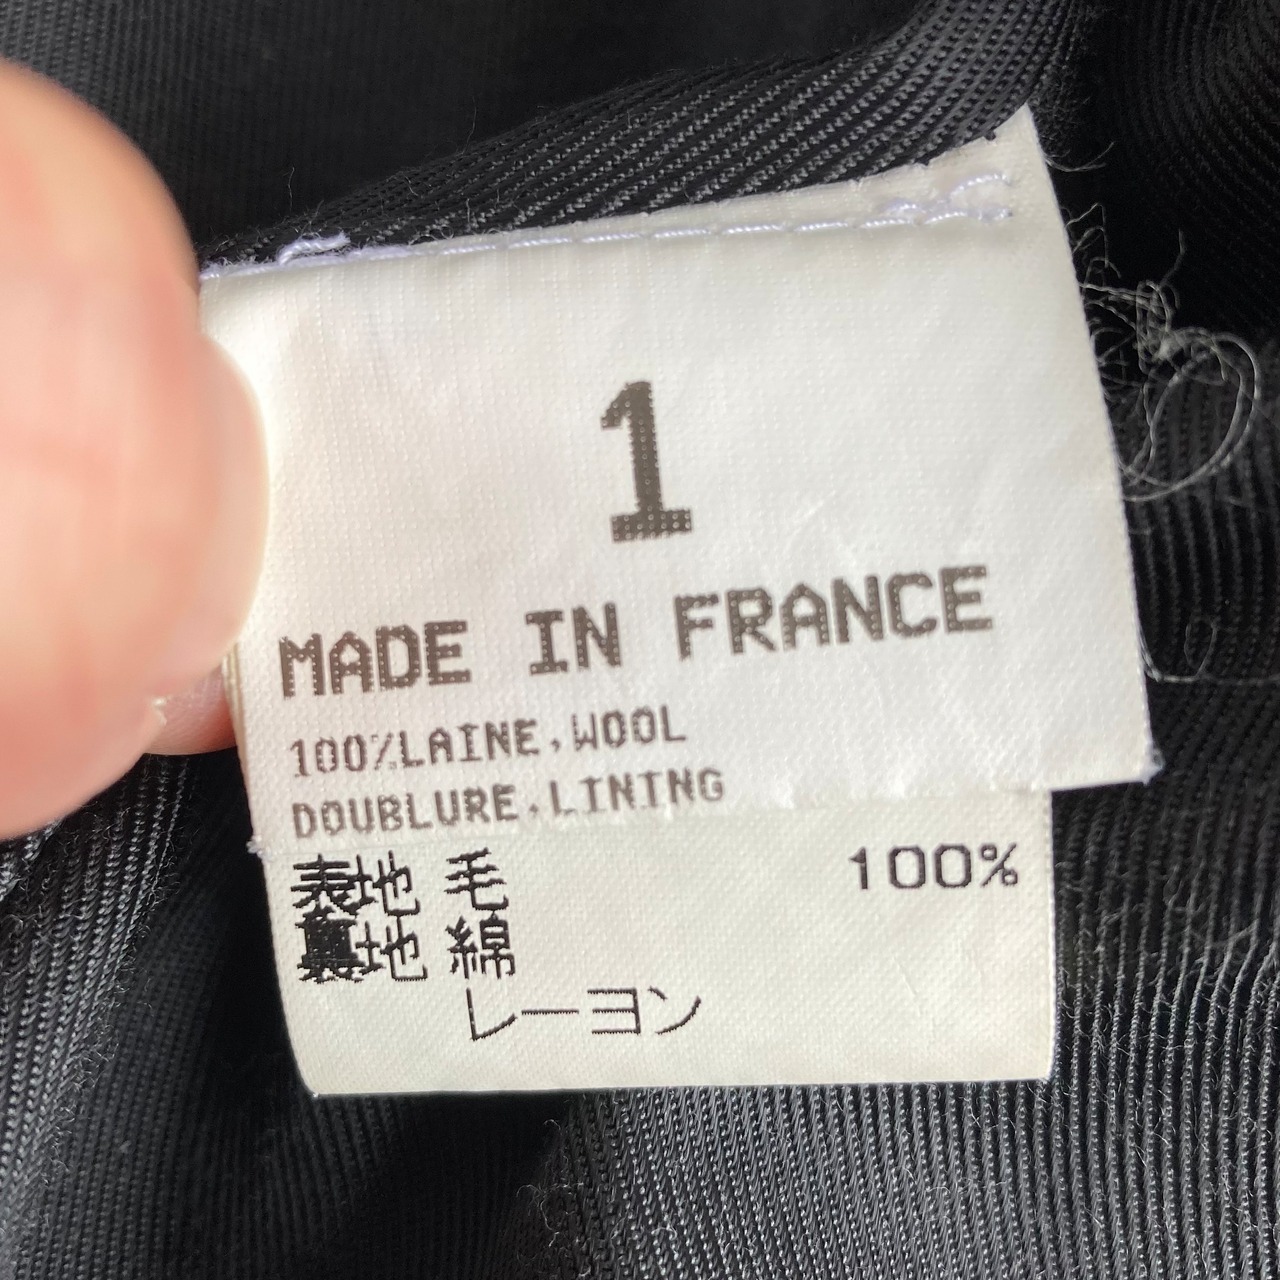 1
MADE IN FRANCE
100%LAINE,WOOL
DOUBLURE,LINING
表地 毛 100%
裏地 綿
レーヨン